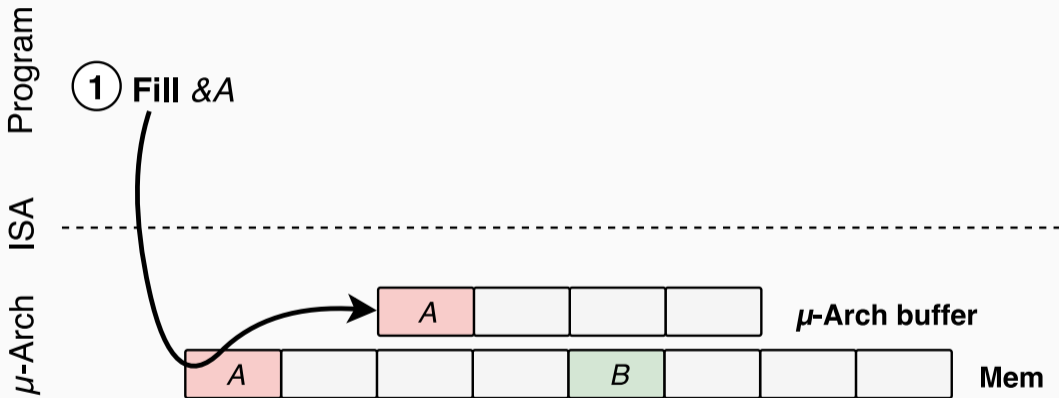 Program
ISA
μ-Arch
1 Fill &A
A
μ-Arch buffer
A
B
Mem